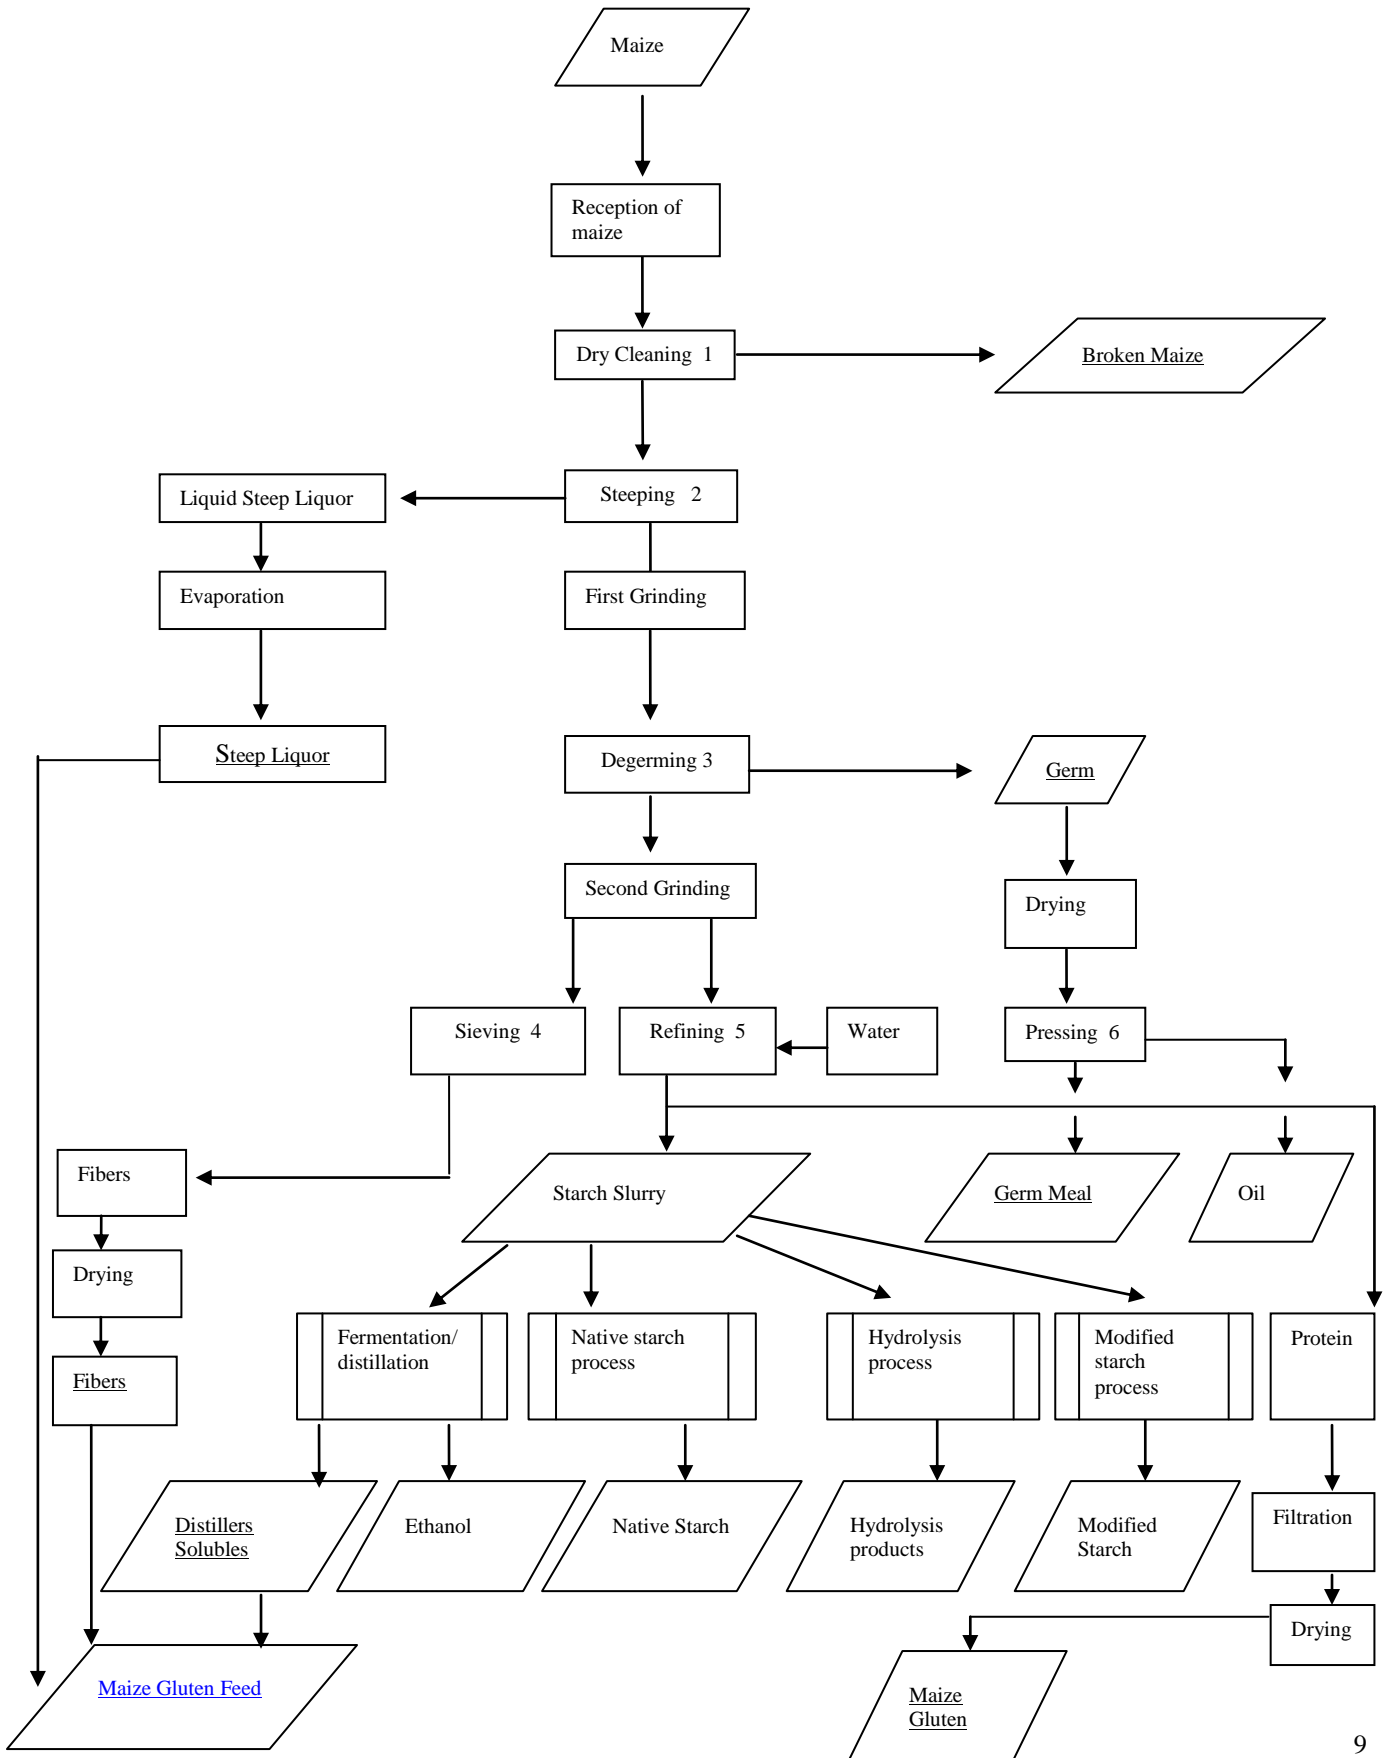 Maize
Reception of
maize
Dry Cleaning 1
Broken Maize
Liquid Steep Liquor
Steeping 2
Evaporation
First Grinding
Steep Liquor
Degerming 3
Germ
Second Grinding
Drying
Sieving 4
Refining 5
Water
Pressing 6
Fibers
Starch Slurry
Germ Meal
Oil
Drying
Fermentation/
distillation
Native starch
process
Hydrolysis
process
Modified
starch
process
Protein
Fibers
Distillers
Solubles
Ethanol
Native Starch
Hydrolysis
products
Modified
Starch
Filtration
Drying
Maize Gluten Feed
Maize
Gluten
9